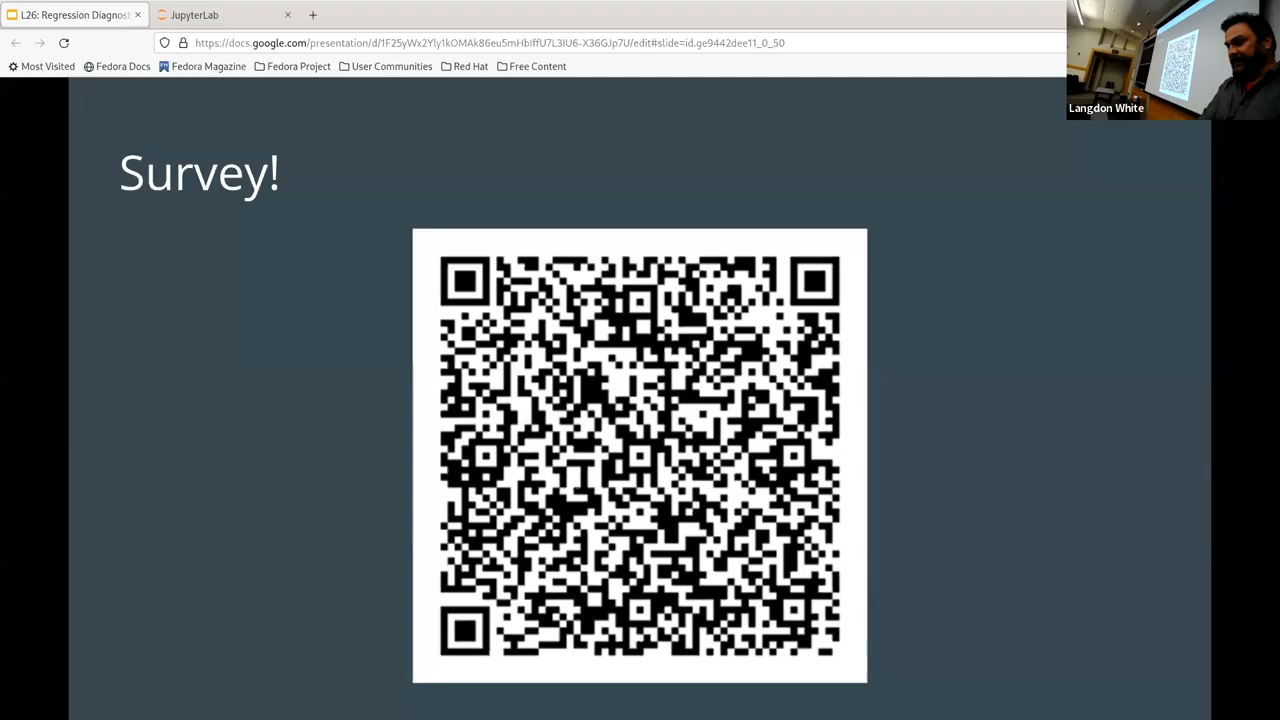 L26: Regression Diagnost
JupyterLab
https://docs.google.com/presentation/d/1F25yWx2Yly1kOMAk86eu5mHbIffU7L3IU6-X36GJp7U/edit#slide=id.ge9442dee11_0_50
Most Visited
Fedora Docs
Fedora Magazine
Fedora Project
User Communities
Red Hat
Free Content
Langdon White
Survey!